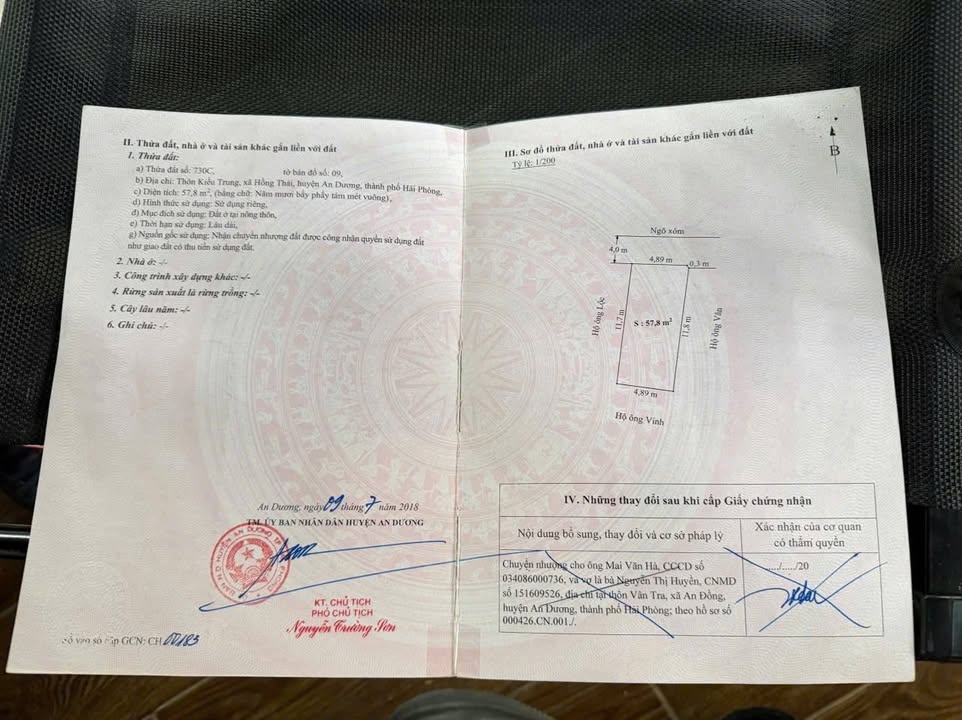 II. Thửa đất, nhà ở và tài sản khác gắn liền với đất
1. Thửa đất:
a) Thửa đất số: 730C, tờ bản đồ số: 09,
b) Địa chỉ: Thôn Kiều Trung, xã Hồng Thái, huyện An Dương, thành phố Hải Phòng,
c) Diện tích: 57,8 m², (bằng chữ: Năm mươi bảy phẩy tám mét vuông),
d) Hình thức sử dụng: Sử dụng riêng,
đ) Mục đích sử dụng: Đất ở tại nông thôn,
e) Thời hạn sử dụng: Lâu dài,
g) Nguồn gốc sử dụng: Nhận chuyển nhượng đất được công nhận quyền sử dụng đất
như giao đất có thu tiền sử dụng đất.
2. Nhà ở: -/-
3. Công trình xây dựng khác: -/-
4. Rừng sản xuất là rừng trồng: -/-
5. Cây lâu năm: -/-
6. Ghi chú: -/-
An Dương, ngày 09 tháng 7 năm 2018
TM. ỦY BAN NHÂN DÂN HUYỆN AN DƯƠNG
KT. CHỦ TỊCH
PHÓ CHỦ TỊCH
Nguyễn Trường Sơn
Số vào sổ cấp GCN: CH 00183
III. Sơ đồ thửa đất, nhà ở và tài sản khác gắn liền với đất
Tỷ lệ: 1/200
B
Ngõ xóm
4,0 m
4,89 m
0,3 m
Hộ ông Lộc
11,7 m
S : 57,8 m²
11,8 m
Hộ ông Vân
4,89 m
Hộ ông Vinh
IV. Những thay đổi sau khi cấp Giấy chứng nhận
Nội dung bổ sung, thay đổi và cơ sở pháp lý
Xác nhận của cơ quan
có thẩm quyền
Chuyển nhượng cho ông Mai Văn Hà, CCCD số
034086000736, và vợ là bà Nguyễn Thị Huyền, CNMD
số 151609526, địa chỉ tại thôn Vân Tra, xã An Đồng,
huyện An Dương, thành phố Hải Phòng; theo hồ sơ số
000426.CN.001./.
...../...../20